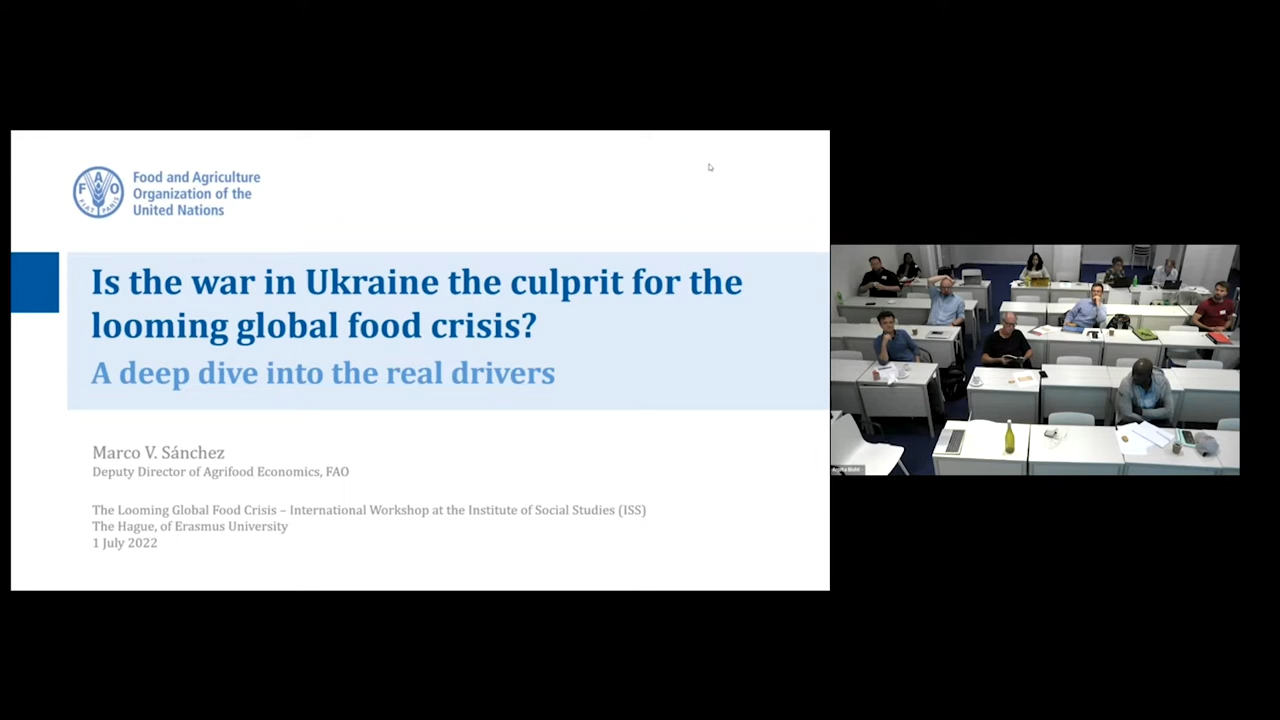 Food and Agriculture
Organization of the
United Nations
F A O
FIAT PANIS
Is the war in Ukraine the culprit for the
looming global food crisis?
A deep dive into the real drivers
Marco V. Sánchez
Deputy Director of Agrifood Economics, FAO
The Looming Global Food Crisis – International Workshop at the Institute of Social Studies (ISS)
The Hague, of Erasmus University
1 July 2022